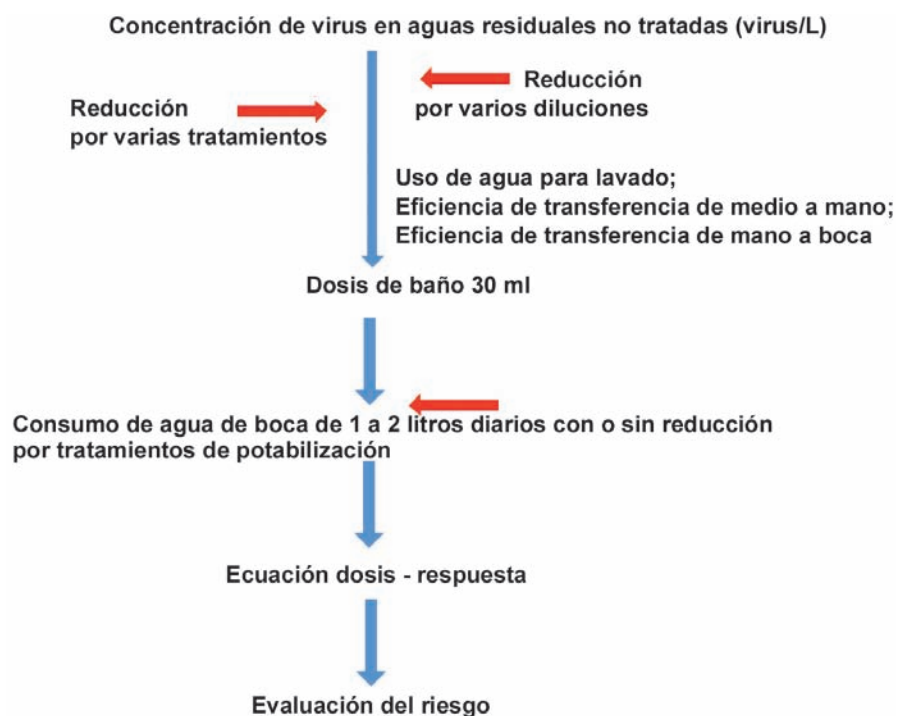 Concentración de virus en aguas residuales no tratadas (virus/L)
Reducción
por varios diluciones
Reducción
por varias tratamientos
Uso de agua para lavado;
Eficiencia de transferencia de medio a mano;
Eficiencia de transferencia de mano a boca
Dosis de baño 30 ml
Consumo de agua de boca de 1 a 2 litros diarios con o sin reducción
por tratamientos de potabilización
Ecuación dosis - respuesta
Evaluación del riesgo